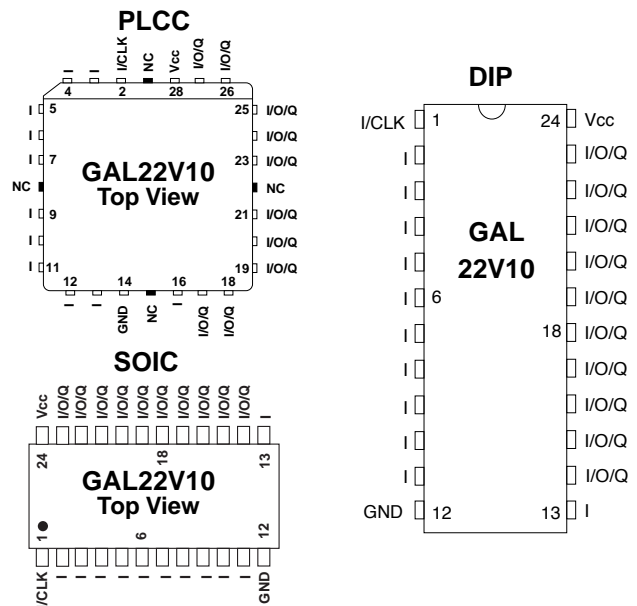 PLCC
I I I/CLK NC Vcc I/O/Q I/O/Q
4 2 28 26
I 5 25 I/O/Q
I I/O/Q
I 7 23 I/O/Q
NC NC
I 9 21 I/O/Q
I I/O/Q
I 11 19 I/O/Q
GAL22V10
Top View
12 14 16 18
I I GND NC I I/O/Q I/O/Q
SOIC
Vcc I/O/Q I/O/Q I/O/Q I/O/Q I/O/Q I/O/Q I/O/Q I/O/Q I/O/Q I/O/Q I
24 18 13
GAL22V10
Top View
1 6 12
/CLK I I I I I I I I I I GND
DIP
I/CLK 1 24 Vcc
I I/O/Q
I I/O/Q
I I/O/Q
I I/O/Q
I 6 I/O/Q
I 18 I/O/Q
I I/O/Q
I I/O/Q
I I/O/Q
I I/O/Q
GND 12 13 I
GAL
22V10